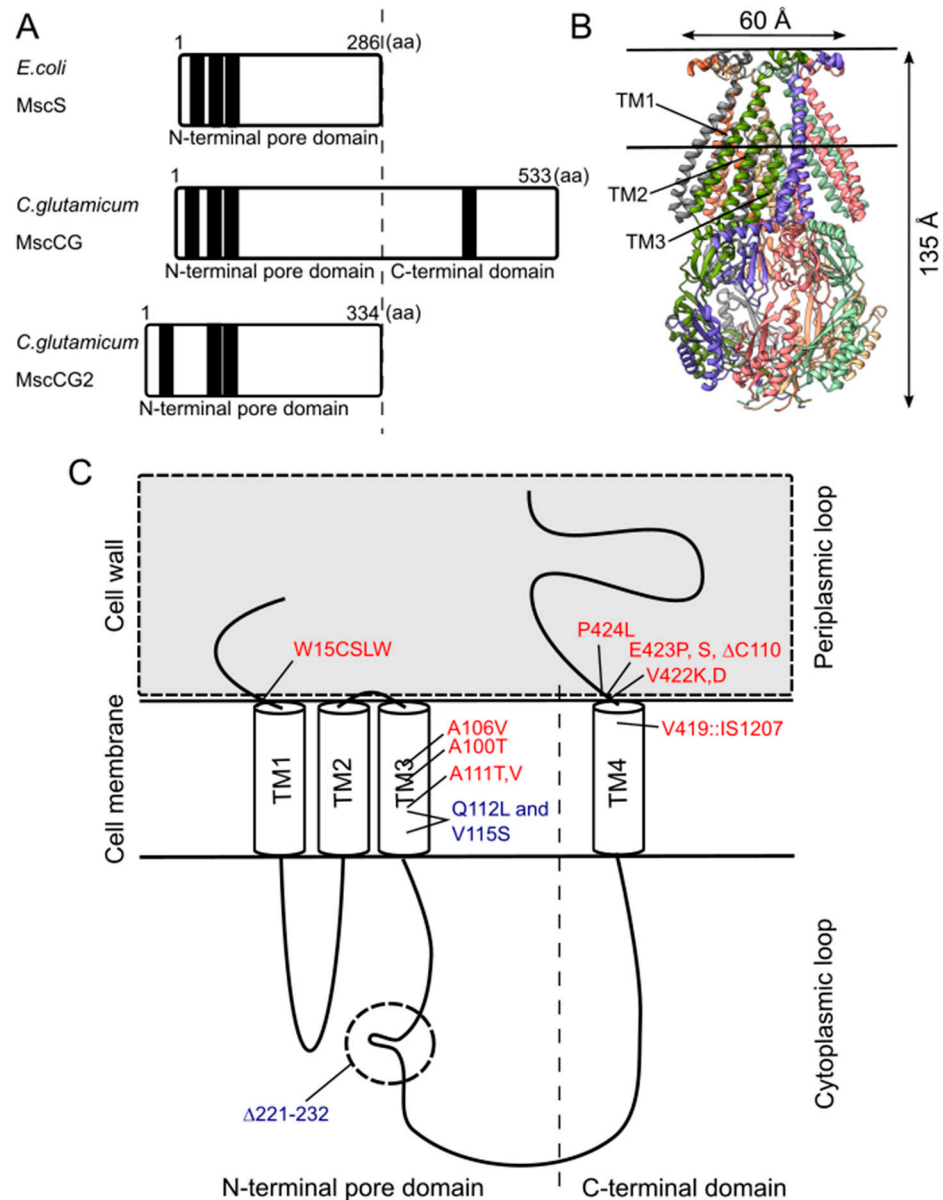 A
1 286 (aa)
E.coli
MscS
N-terminal pore domain
1 533 (aa)
C.glutamicum
MscCG
N-terminal pore domain C-terminal domain
1 334 (aa)
C.glutamicum
MscCG2
N-terminal pore domain
B
60 Å
TM1
TM2
TM3
135 Å
C
Cell wall
Periplasmic loop
W15CSLW
P424L
E423P, S, ΔC110
V422K,D
V419::IS1207
Cell membrane
TM1
TM2
TM3
TM4
A106V
A100T
A111T,V
Q112L and
V115S
Cytoplasmic loop
Δ221-232
N-terminal pore domain
C-terminal domain